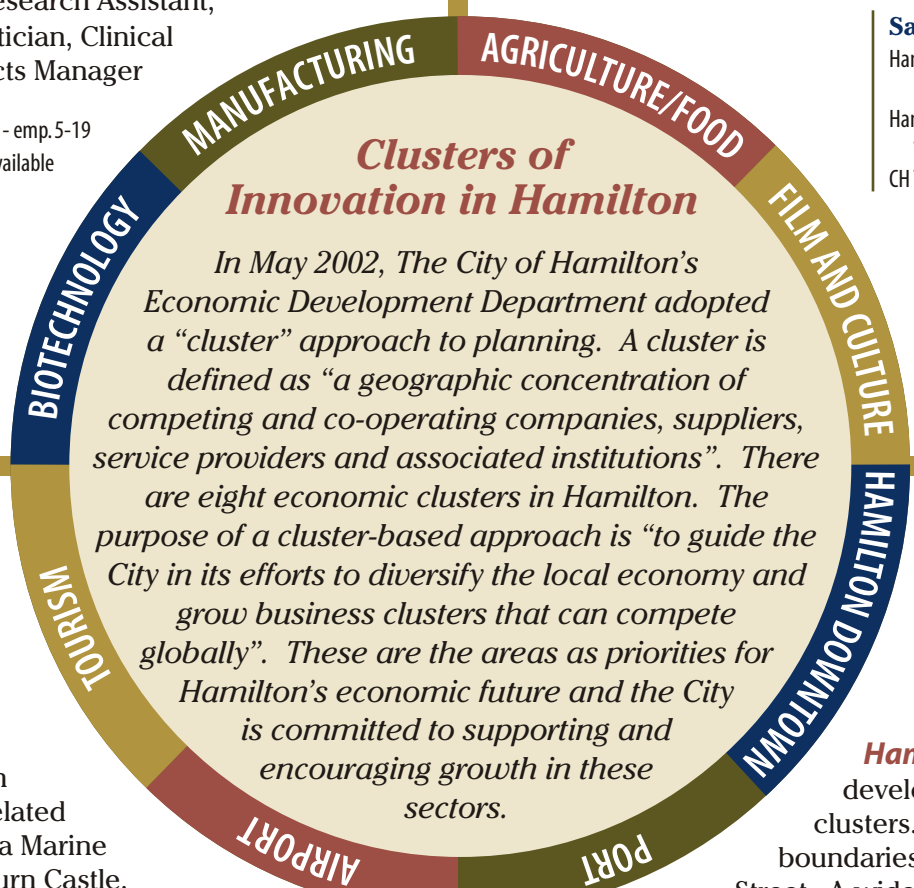 esearch Assistant,
tician, Clinical
cts Manager
- emp. 5-19
vailable
Sa
Han
Han
CH
MANUFACTURING
AGRICULTURE/FOOD
FILM AND CULTURE
HAMILTON DOWNTOWN
PORT
AIRPORT
TOURISM
BIOTECHNOLOGY
Clusters of
Innovation in Hamilton
In May 2002, The City of Hamilton’s
Economic Development Department adopted
a “cluster” approach to planning. A cluster is
defined as “a geographic concentration of
competing and co-operating companies, suppliers,
service providers and associated institutions”. There
are eight economic clusters in Hamilton. The
purpose of a cluster-based approach is “to guide the
City in its efforts to diversify the local economy and
grow business clusters that can compete
globally”. These are the areas as priorities for
Hamilton’s economic future and the City
is committed to supporting and
encouraging growth in these
sectors.
n
elated
a Marine
urn Castle,
Ham
develo
clusters.
boundaries
Street. A wide